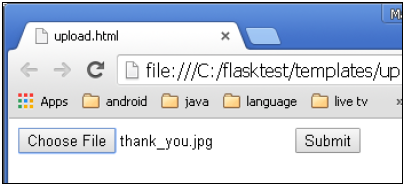 upload.html
file:///C:/flasktest/templates/up
Apps android java language live tv
Choose File thank_you.jpg Submit